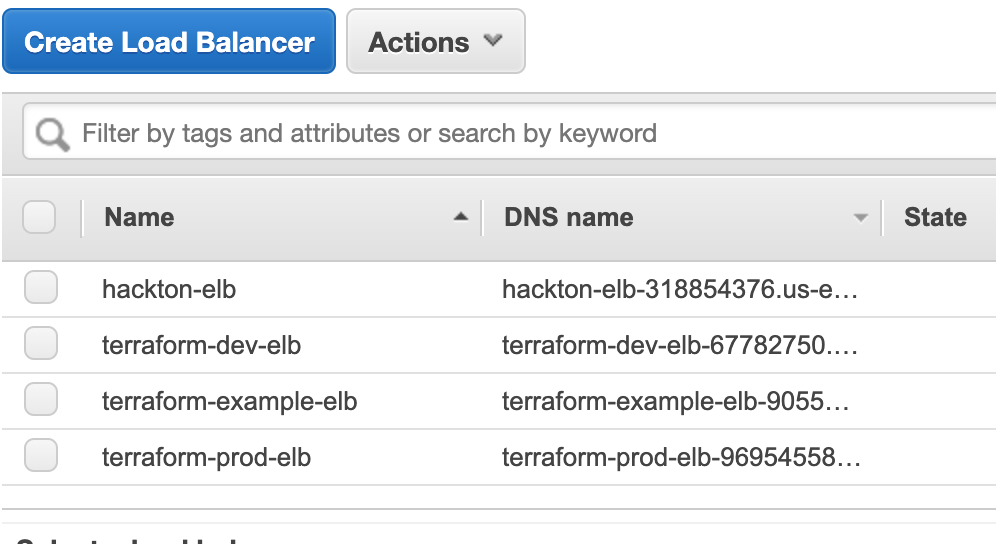 Create Load Balancer Actions
Filter by tags and attributes or search by keyword
Name DNS name State
hackton-elb hackton-elb-318854376.us-e…
terraform-dev-elb terraform-dev-elb-67782750.…
terraform-example-elb terraform-example-elb-9055…
terraform-prod-elb terraform-prod-elb-96954558…